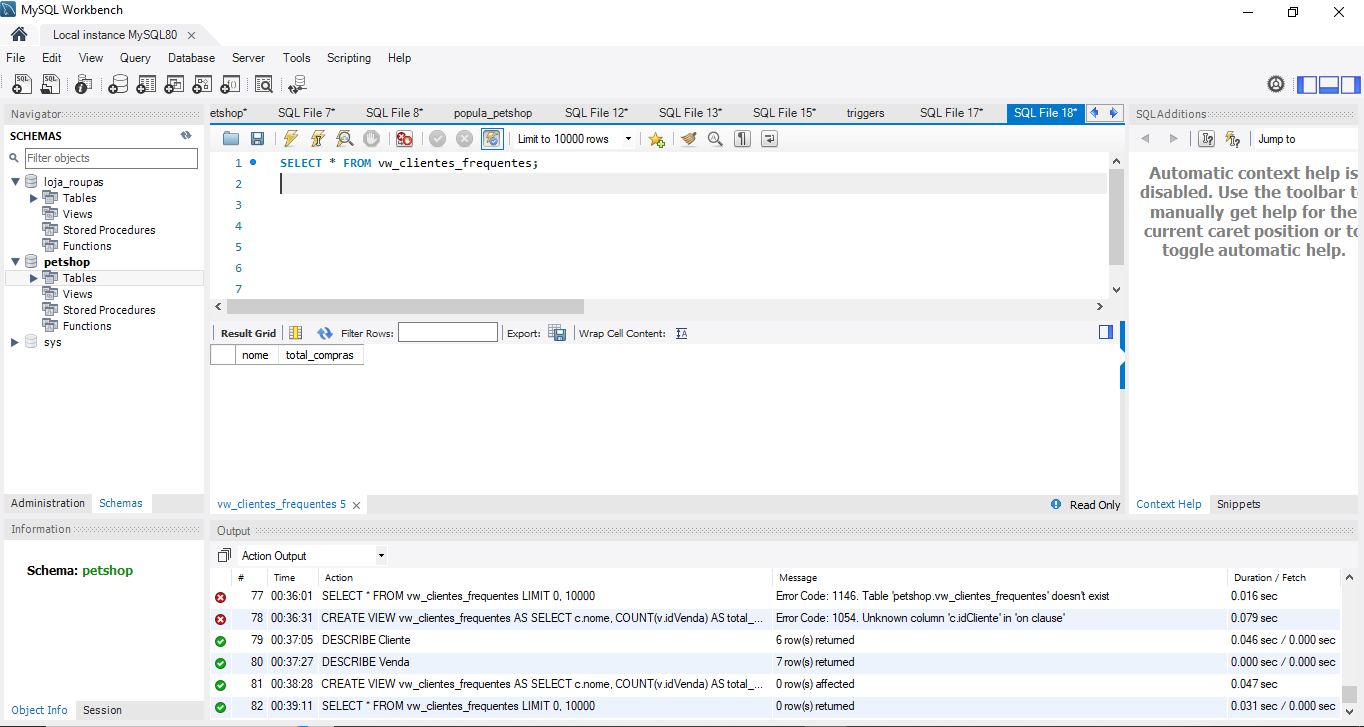 MySQL Workbench
Local instance MySQL80
File Edit View Query Database Server Tools Scripting Help
Navigator
SCHEMAS
Filter objects
loja_roupas
Tables
Views
Stored Procedures
Functions
petshop
Tables
Views
Stored Procedures
Functions
sys
Administration Schemas
Information
Schema: petshop
Object Info Session
etshop* SQL File 7* SQL File 8* popula_petshop SQL File 12* SQL File 13* SQL File 15* triggers SQL File 17* SQL File 18*
Limit to 10000 rows
1 SELECT * FROM vw_clientes_frequentes;
2
3
4
5
6
7
Result Grid Filter Rows: Export: Wrap Cell Content:
nome total_compras
vw_clientes_frequentes 5 Read Only
SQLAdditions
Jump to
Automatic context help is
disabled. Use the toolbar t
manually get help for the
current caret position or to
toggle automatic help.
Context Help Snippets
Output
Action Output
# Time Action Message Duration / Fetch
77 00:36:01 SELECT * FROM vw_clientes_frequentes LIMIT 0, 10000 Error Code: 1146. Table 'petshop.vw_clientes_frequentes' doesn't exist 0.016 sec
78 00:36:31 CREATE VIEW vw_clientes_frequentes AS SELECT c.nome, COUNT(v.idVenda) AS total_... Error Code: 1054. Unknown column 'c.idCliente' in 'on clause' 0.079 sec
79 00:37:05 DESCRIBE Cliente 6 row(s) returned 0.046 sec / 0.000 sec
80 00:37:27 DESCRIBE Venda 7 row(s) returned 0.000 sec / 0.000 sec
81 00:38:28 CREATE VIEW vw_clientes_frequentes AS SELECT c.nome, COUNT(v.idVenda) AS total_... 0 row(s) affected 0.047 sec
82 00:39:11 SELECT * FROM vw_clientes_frequentes LIMIT 0, 10000 0 row(s) returned 0.031 sec / 0.000 sec